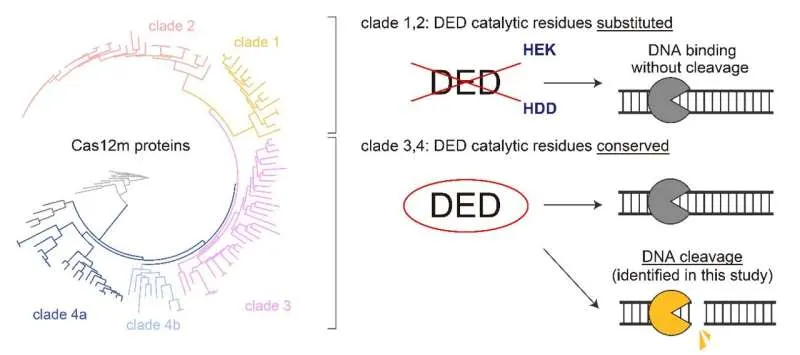 clade 2
clade 1
Cas12m proteins
clade 3
clade 4a
clade 4b
clade 1,2: DED catalytic residues substituted
HEK
DED
HDD
DNA binding
without cleavage
clade 3,4: DED catalytic residues conserved
DED
DNA cleavage
(identified in this study)